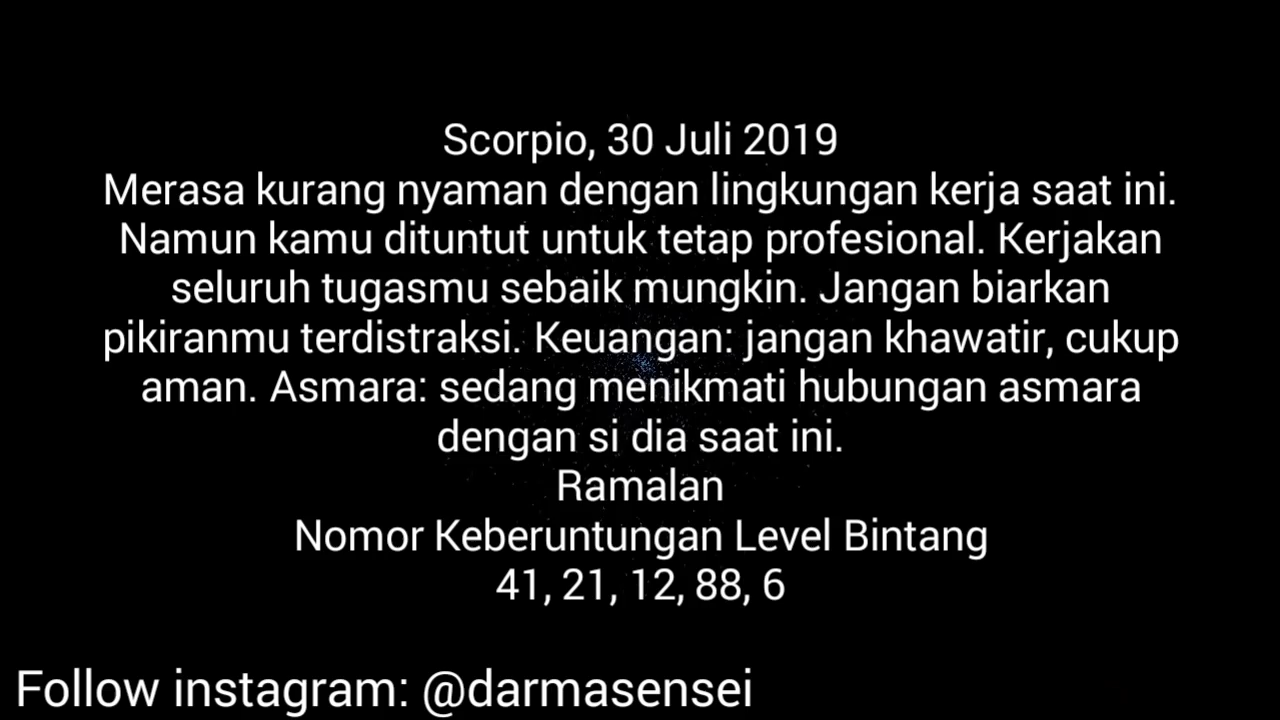 Scorpio, 30 Juli 2019
Merasa kurang nyaman dengan lingkungan kerja saat ini.
Namun kamu dituntut untuk tetap profesional. Kerjakan
seluruh tugasmu sebaik mungkin. Jangan biarkan
pikiranmu terdistraksi. Keuangan: jangan khawatir, cukup
aman. Asmara: sedang menikmati hubungan asmara
dengan si dia saat ini.
Ramalan
Nomor Keberuntungan Level Bintang
41, 21, 12, 88, 6
Follow instagram: @darmasensei